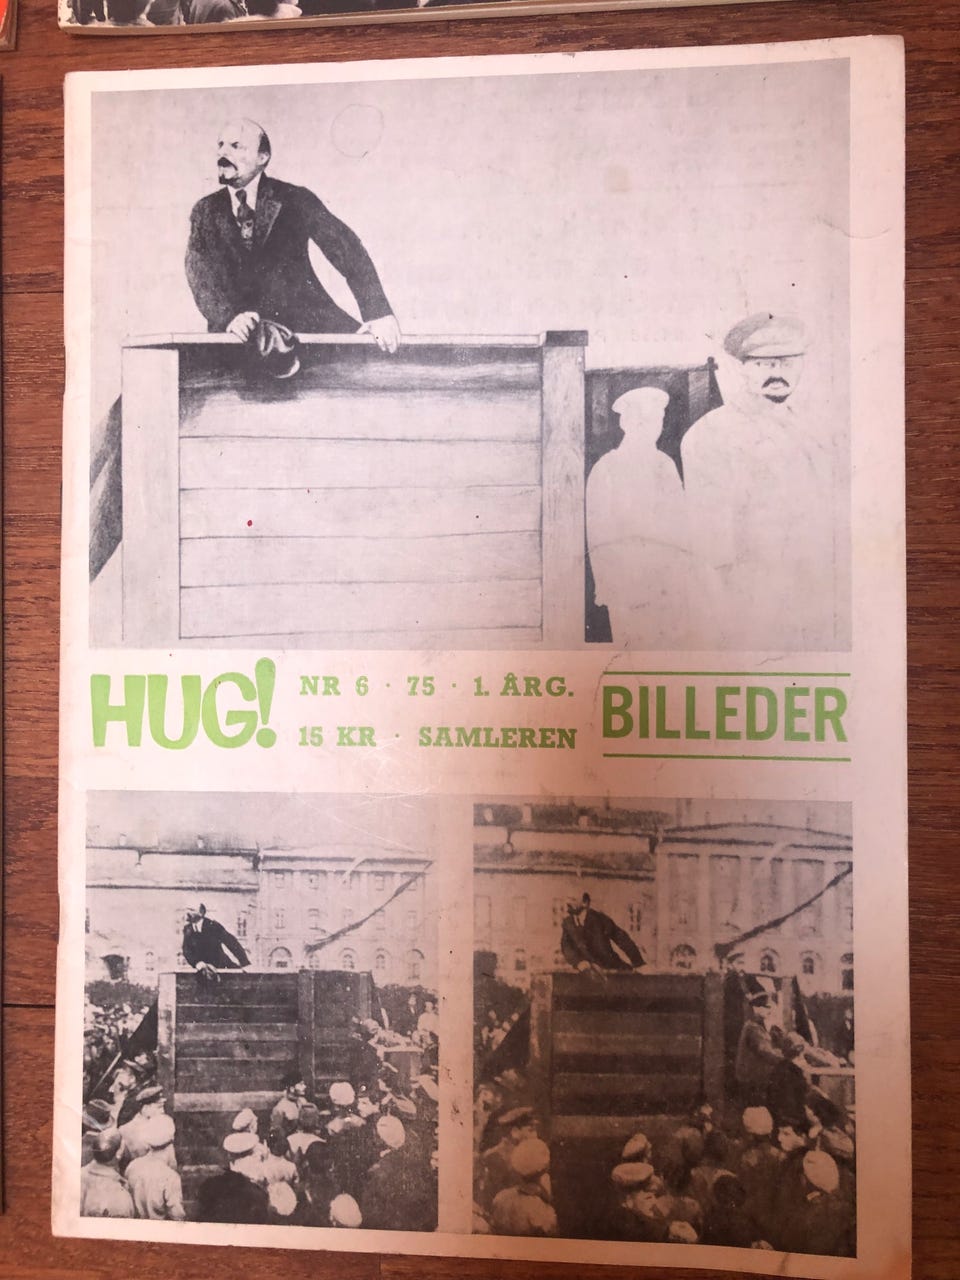 HUG!
NR 6 · 75 · 1. ÅRG.
15 KR · SAMLEREN
BILLEDER